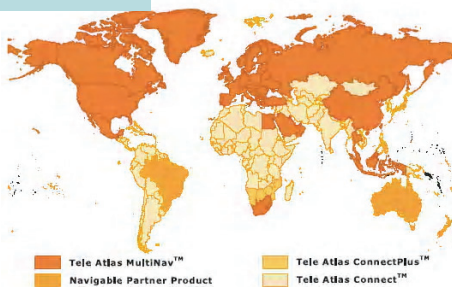 Tele Atlas MultiNav™
Navigable Partner Product
Tele Atlas ConnectPlus™
Tele Atlas Connect™